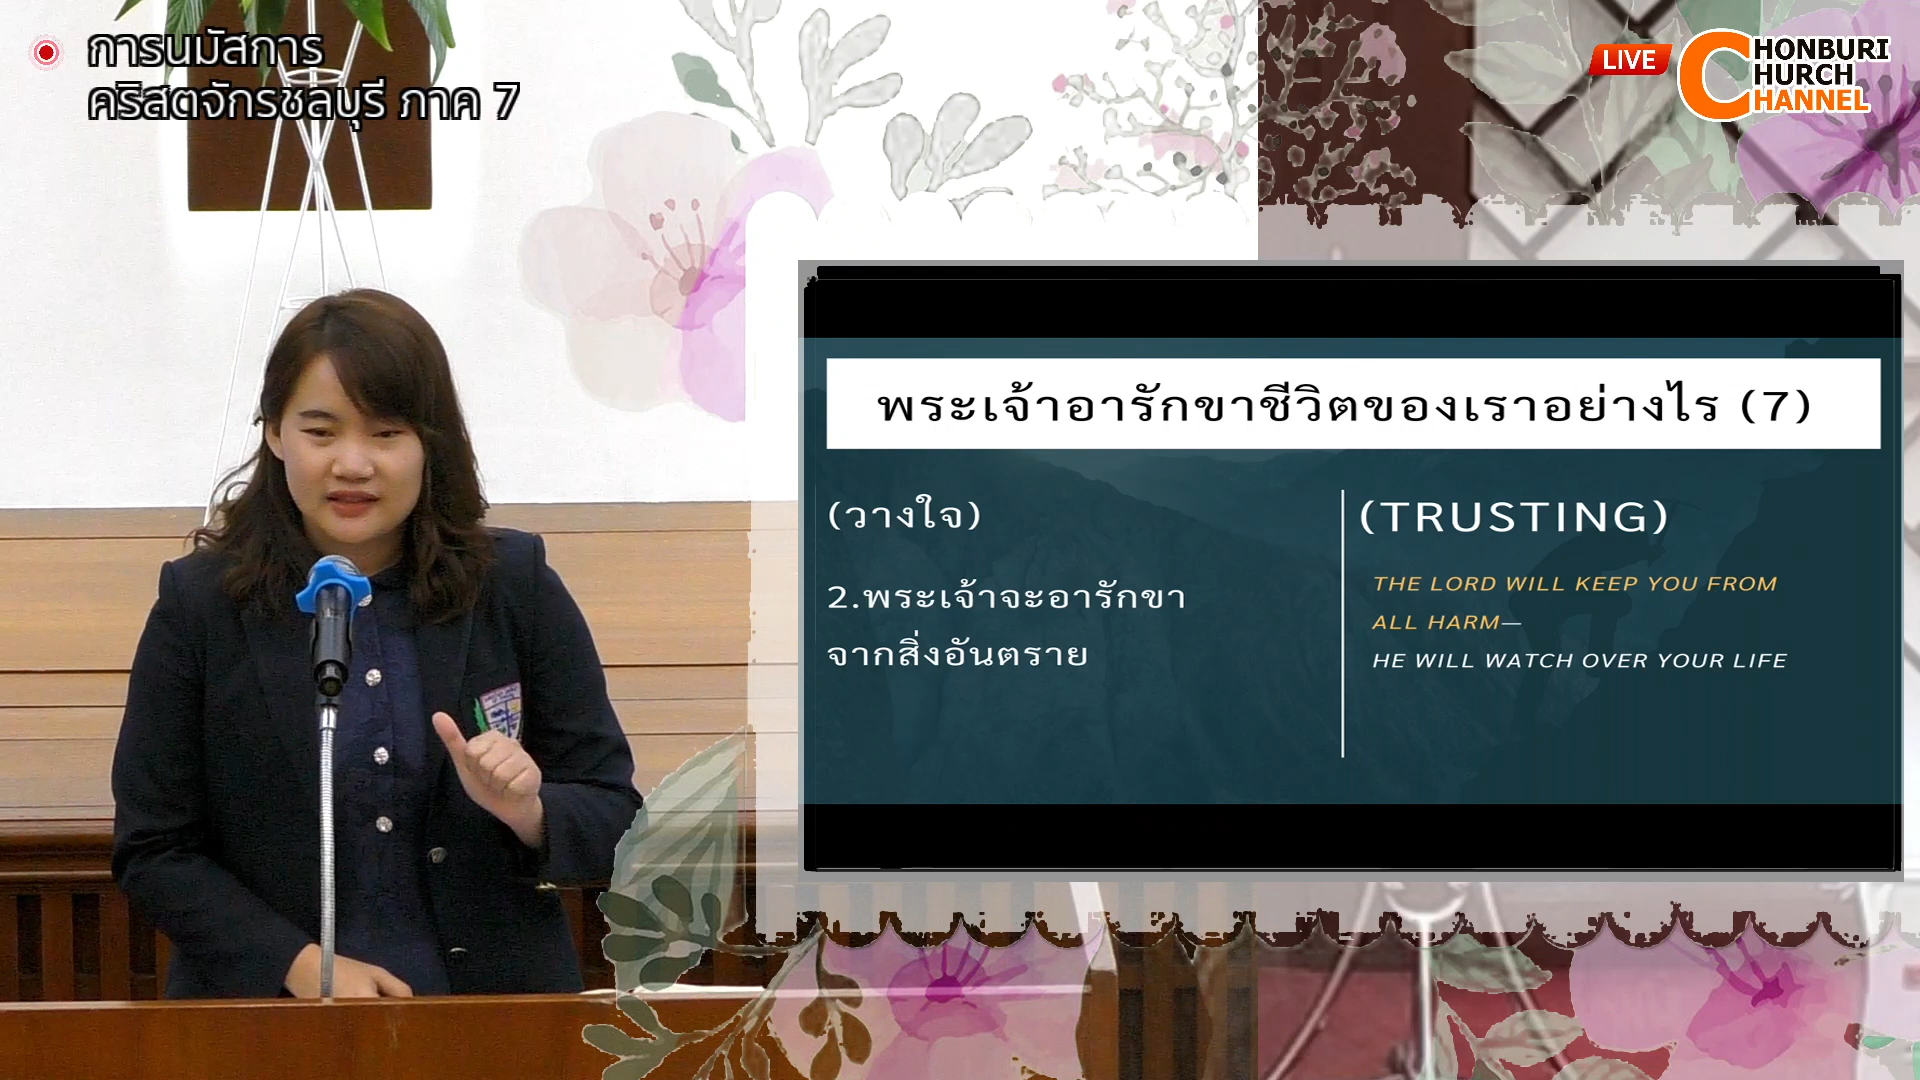 การนมัสการ
คริสตจักรชลบุรี ภาค 7
LIVE
CHONBURI
CHURCH
CHANNEL
พระเจ้าอารักขาชีวิตของเราอย่างไร (7)
(วางใจ)
2.พระเจ้าจะอารักขา
จากสิ่งอันตราย
(TRUSTING)
THE LORD WILL KEEP YOU FROM
ALL HARM—
HE WILL WATCH OVER YOUR LIFE